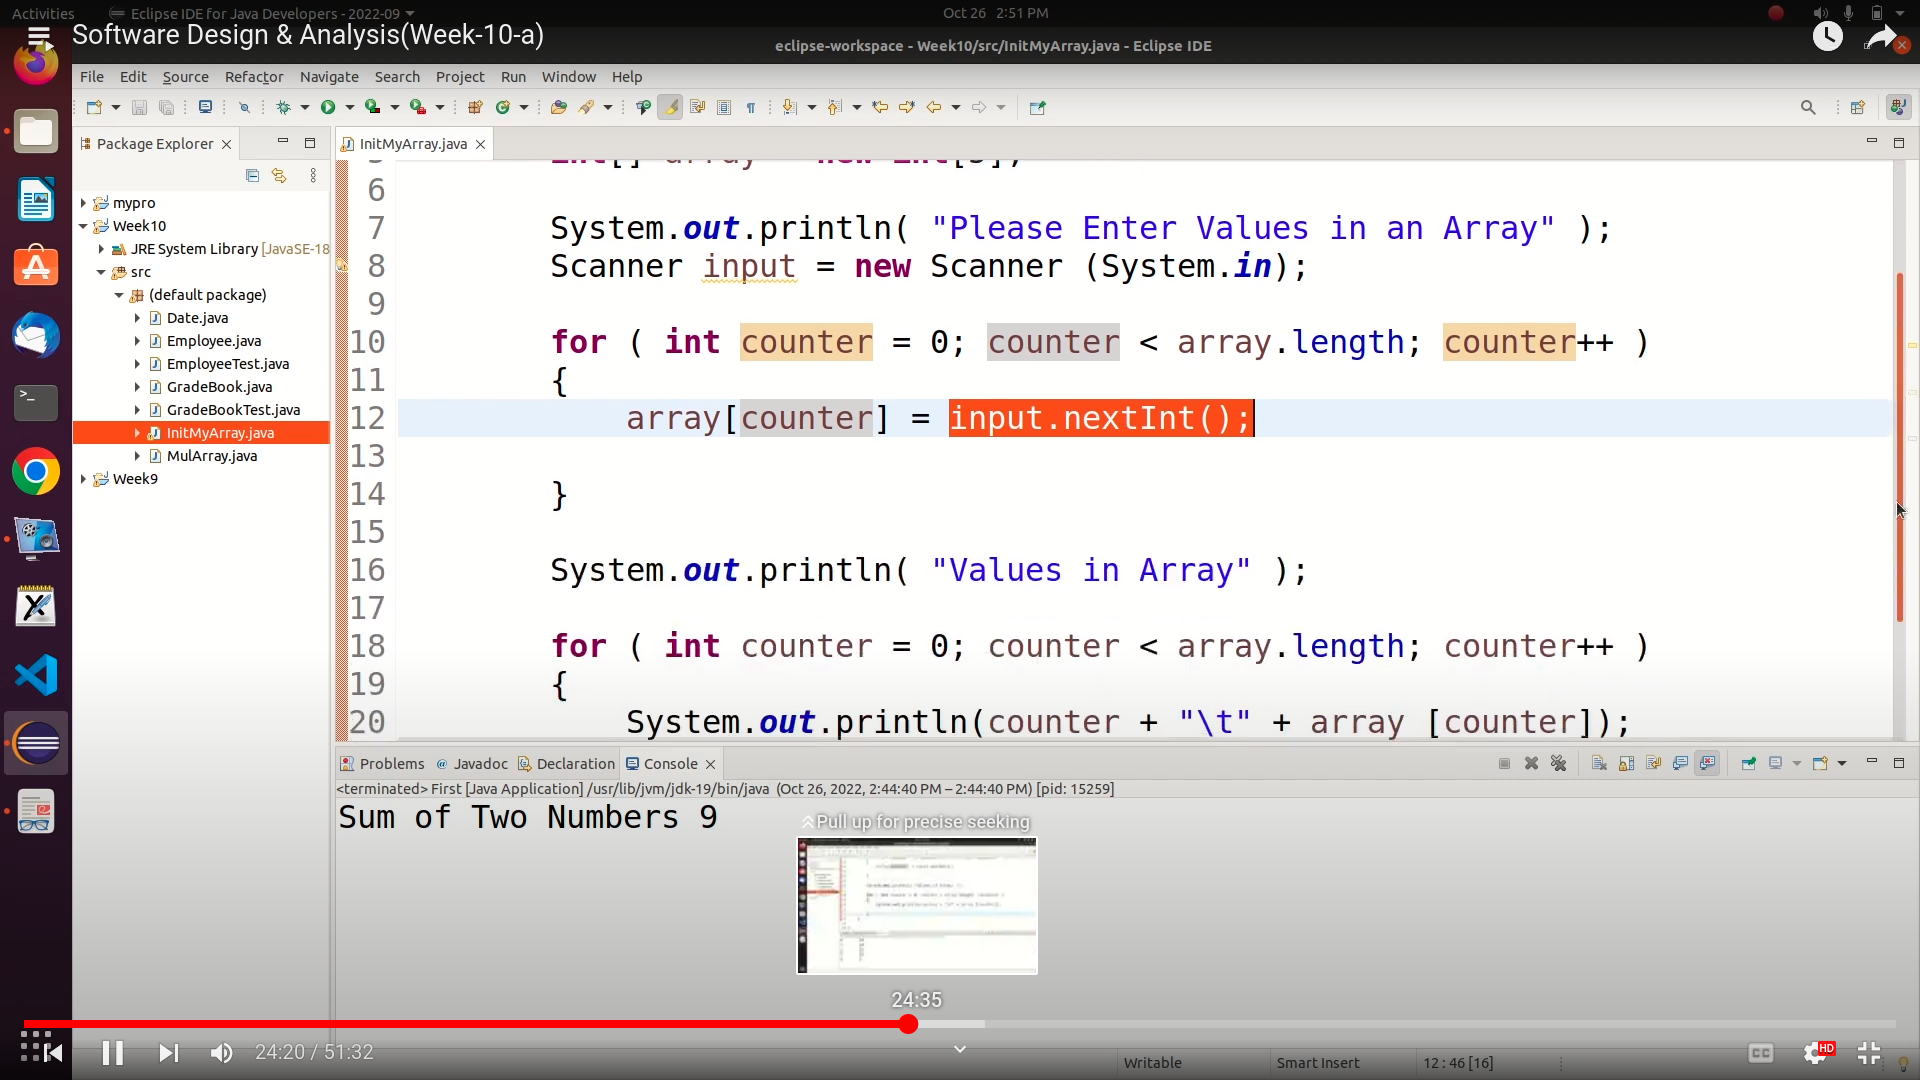 Activities
Eclipse IDE for Java Developers - 2022-09
Oct 26 2:51 PM
Software Design & Analysis(Week-10-a)
eclipse-workspace - Week10/src/InitMyArray.java - Eclipse IDE
File Edit Source Refactor Navigate Search Project Run Window Help
Package Explorer
InitMyArray.java
mypro
Week10
JRE System Library [JavaSE-18
src
(default package)
Date.java
Employee.java
EmployeeTest.java
GradeBook.java
GradeBookTest.java
InitMyArray.java
MulArray.java
Week9
6
7 System.out.println( "Please Enter Values in an Array" );
8 Scanner input = new Scanner (System.in);
9
10 for ( int counter = 0; counter < array.length; counter++ )
11 {
12 array[counter] = input.nextInt();
13
14 }
15
16 System.out.println( "Values in Array" );
17
18 for ( int counter = 0; counter < array.length; counter++ )
19 {
20 System.out.println(counter + "\t" + array [counter]);
Problems Javadoc Declaration Console
<terminated> First [Java Application] /usr/lib/jvm/jdk-19/bin/java (Oct 26, 2022, 2:44:40 PM – 2:44:40 PM) [pid: 15259]
Sum of Two Numbers 9
Pull up for precise seeking
24:35
24:20 / 51:32
CC
HD
Writable
Smart Insert
12 : 46 [16]